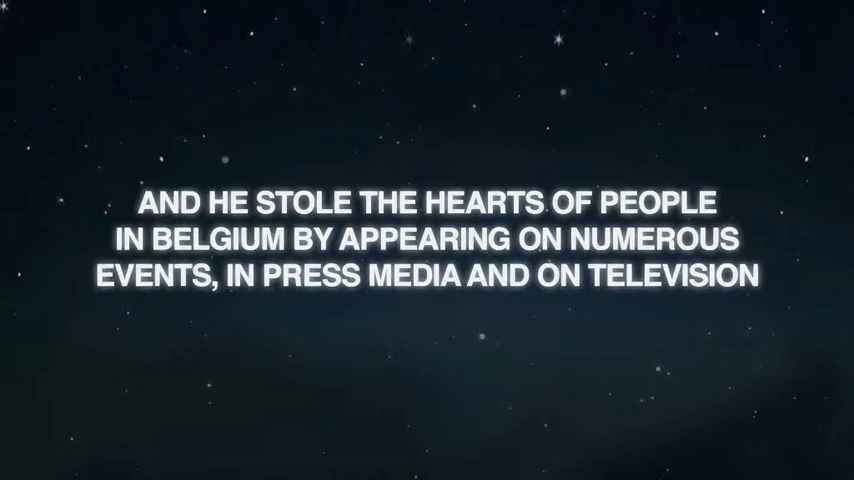 AND HE STOLE THE HEARTS OF PEOPLE
IN BELGIUM BY APPEARING ON NUMEROUS
EVENTS, IN PRESS MEDIA AND ON TELEVISION